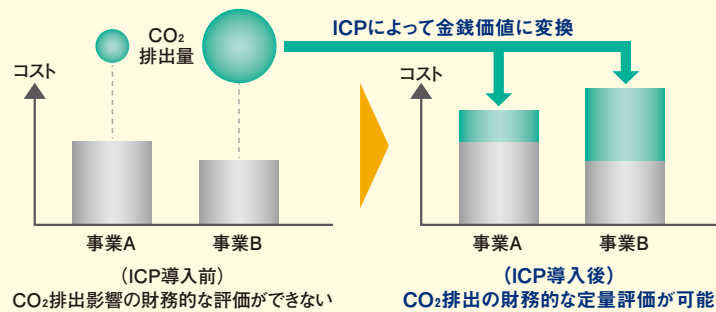 CO₂
排出量
ICPによって金銭価値に変換
コスト
コスト
事業A
事業B
事業A
事業B
（ICP導入前）
CO₂排出影響の財務的な評価ができない
（ICP導入後）
CO₂排出の財務的な定量評価が可能